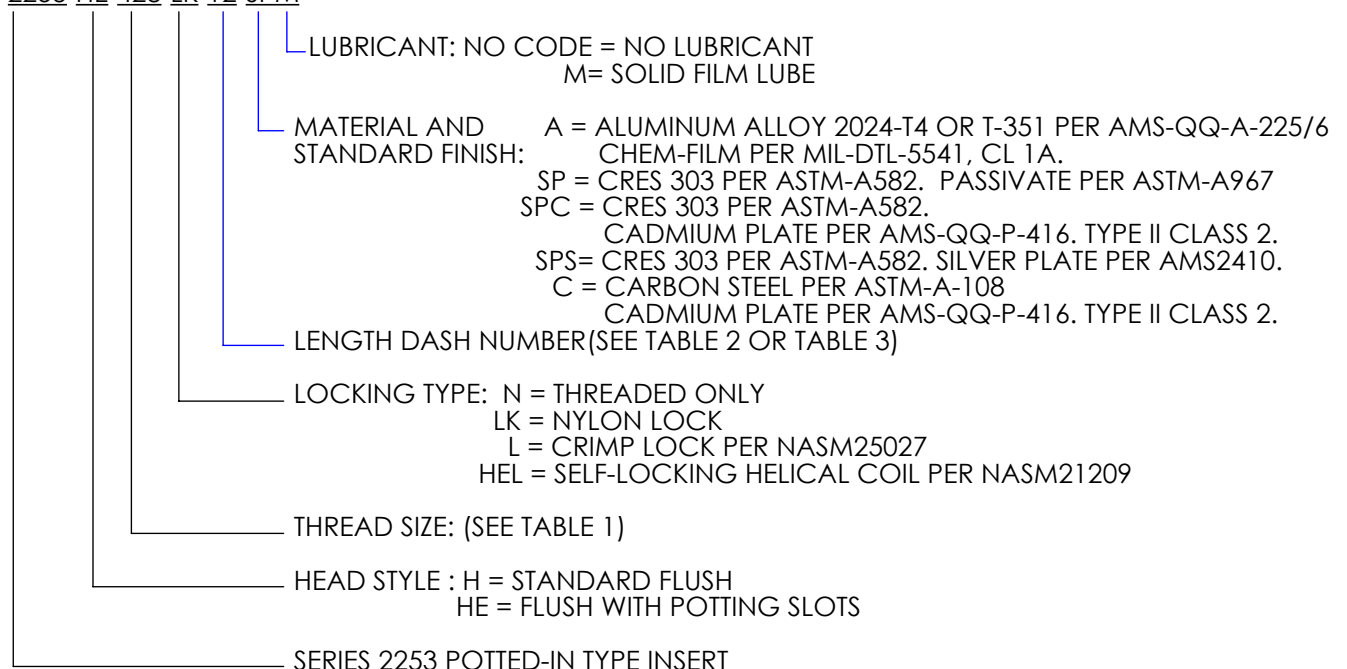 LUBRICANT: NO CODE = NO LUBRICANT
M= SOLID FILM LUBE
MATERIAL AND A = ALUMINUM ALLOY 2024-T4 OR T-351 PER AMS-QQ-A-225/6
STANDARD FINISH: CHEM-FILM PER MIL-DTL-5541, CL 1A.
SP = CRES 303 PER ASTM-A582. PASSIVATE PER ASTM-A967
SPC = CRES 303 PER ASTM-A582.
CADMIUM PLATE PER AMS-QQ-P-416. TYPE II CLASS 2.
SPS= CRES 303 PER ASTM-A582. SILVER PLATE PER AMS2410.
C = CARBON STEEL PER ASTM-A-108
CADMIUM PLATE PER AMS-QQ-P-416. TYPE II CLASS 2.
LENGTH DASH NUMBER(SEE TABLE 2 OR TABLE 3)
LOCKING TYPE: N = THREADED ONLY
LK = NYLON LOCK
L = CRIMP LOCK PER NASM25027
HEL = SELF-LOCKING HELICAL COIL PER NASM21209
THREAD SIZE: (SEE TABLE 1)
HEAD STYLE : H = STANDARD FLUSH
HE = FLUSH WITH POTTING SLOTS
SERIES 2253 POTTED-IN TYPE INSERT